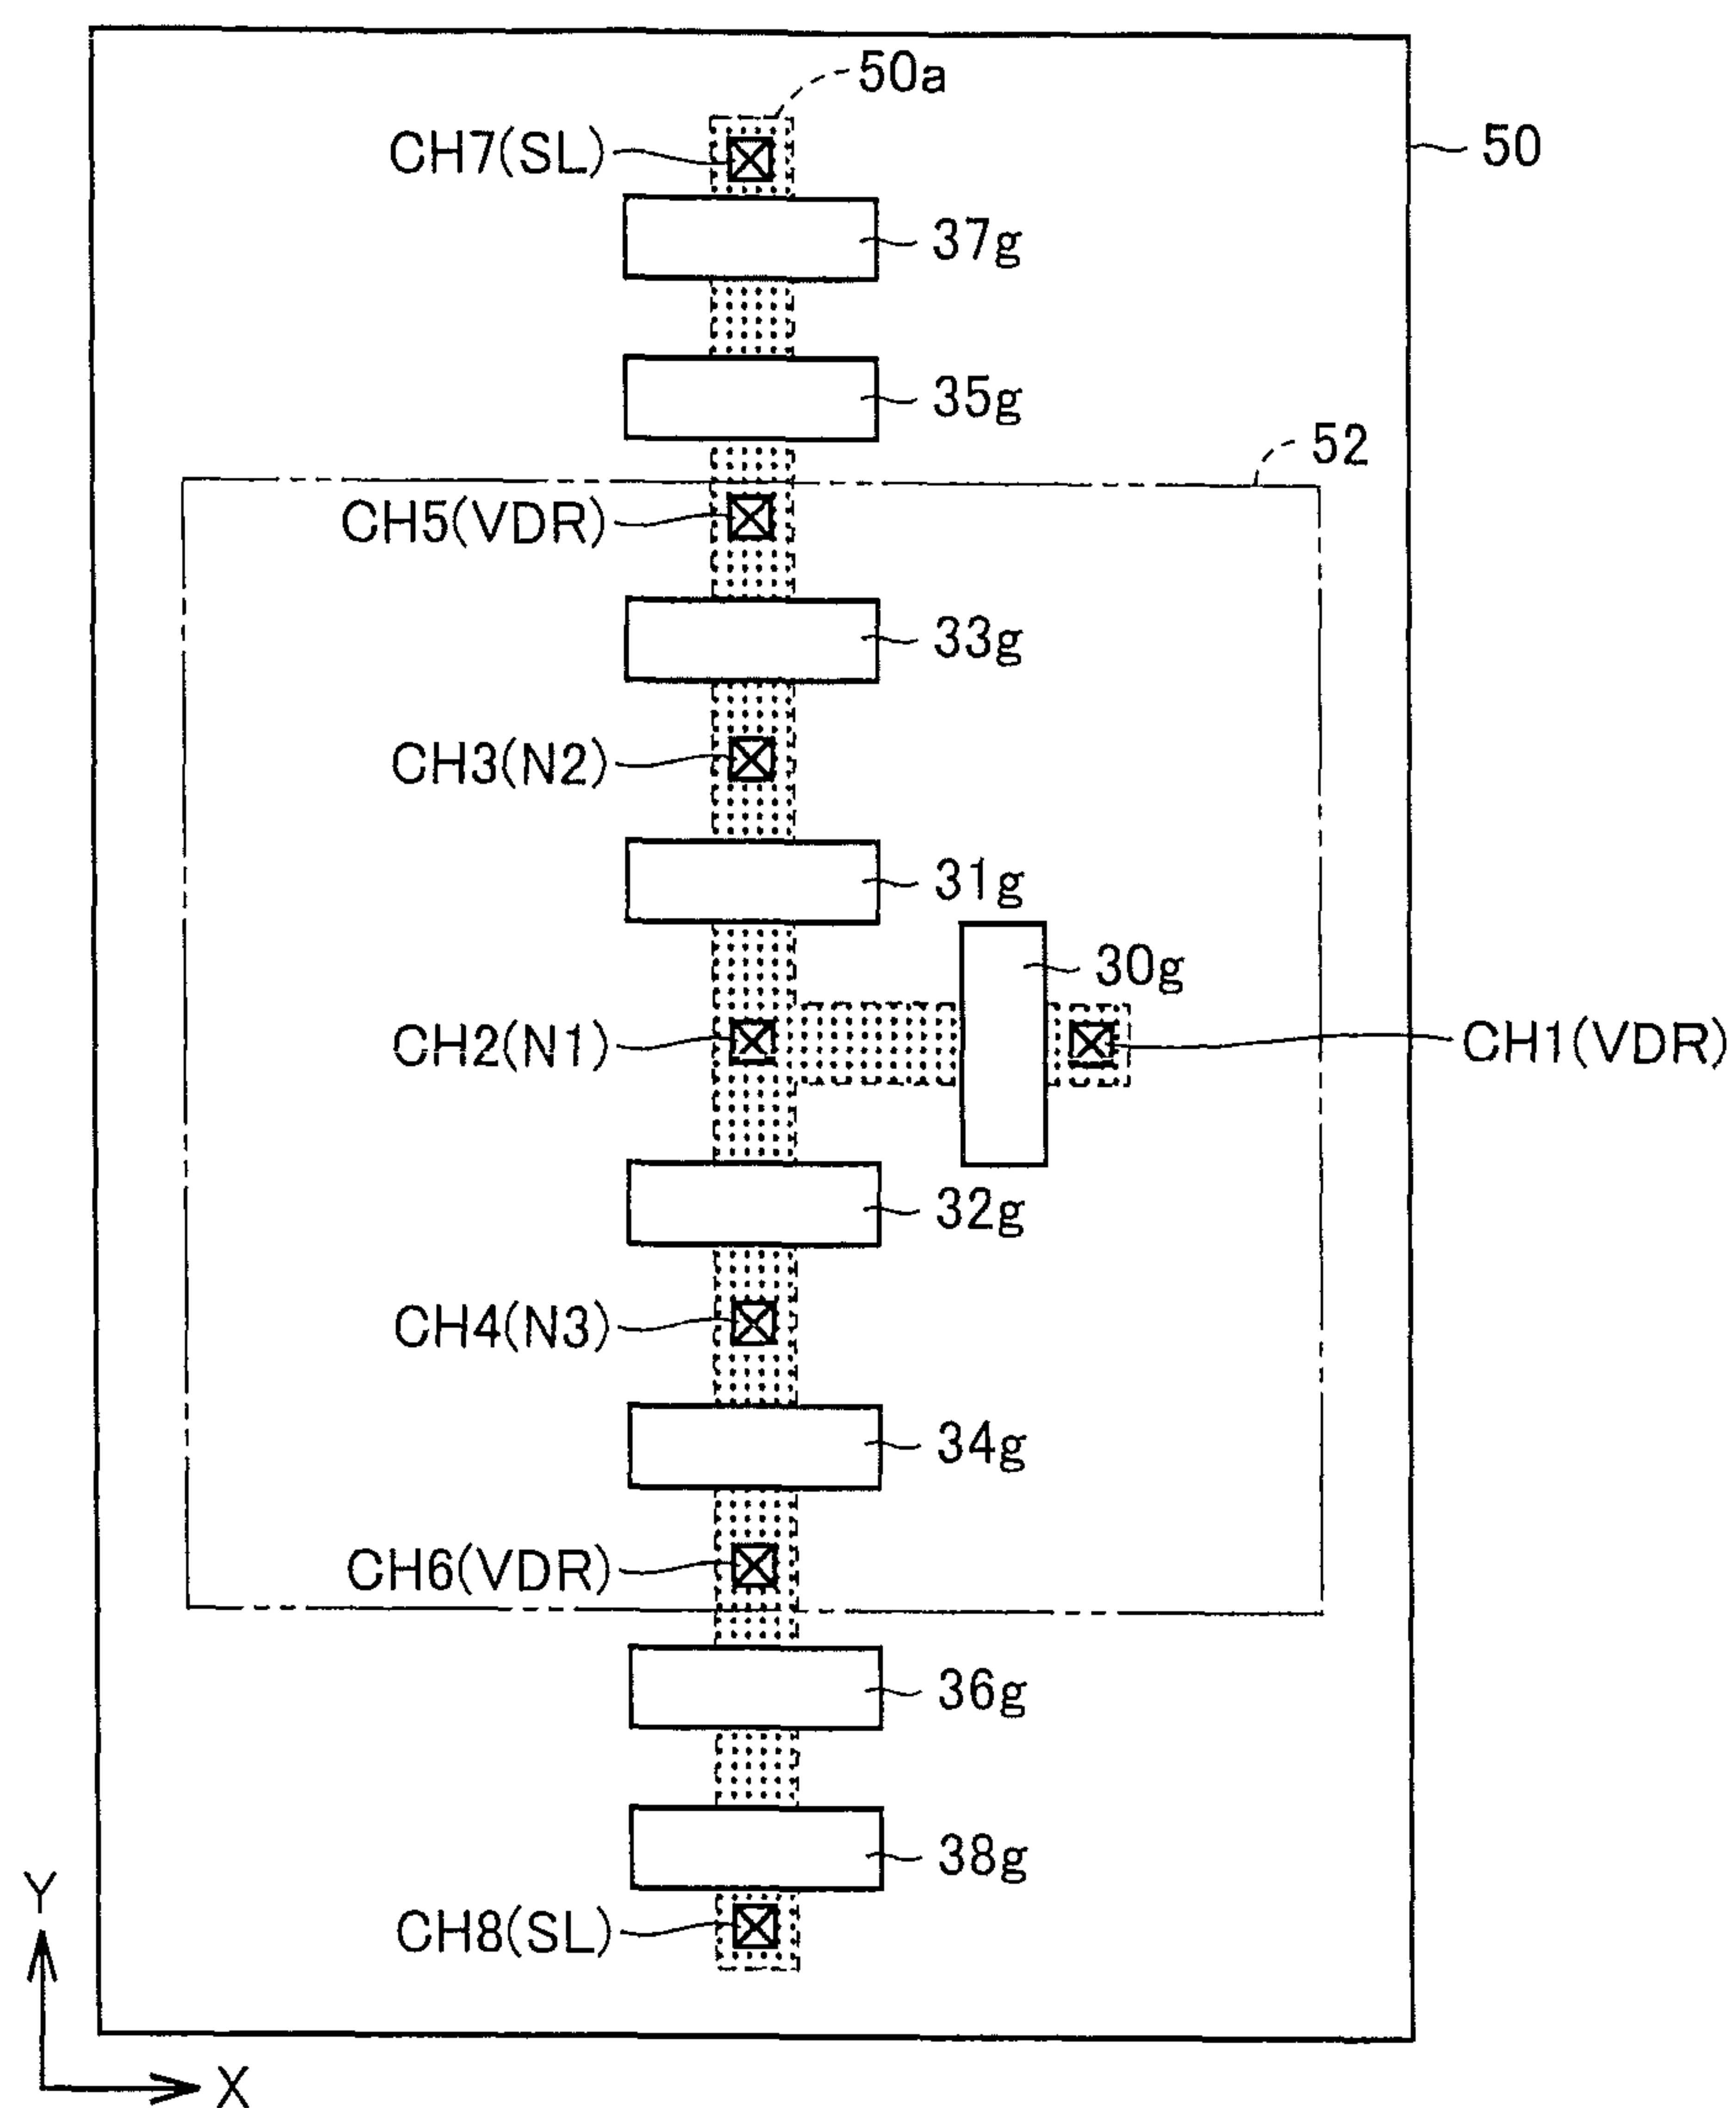 50a
CH7(SL)
50
37g
35g
52
CH5(VDR)
33g
CH3(N2)
31g
30g
CH2(N1)
CH1(VDR)
32g
CH4(N3)
34g
CH6(VDR)
36g
38g
CH8(SL)
Y
X